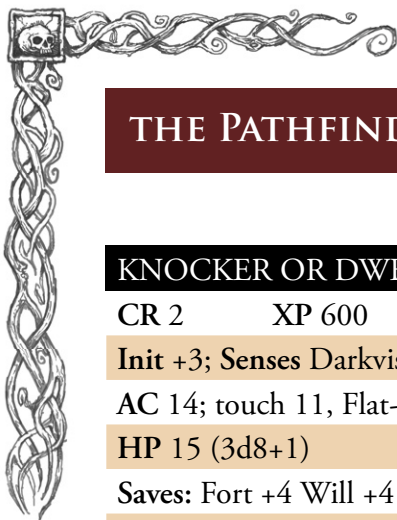 THE PATHFIND
KNOCKER OR DWE
CR 2 XP 600
Init +3; Senses Darkvis
AC 14; touch 11, Flat-
HP 15 (3d8+1)
Saves: Fort +4 Will +4